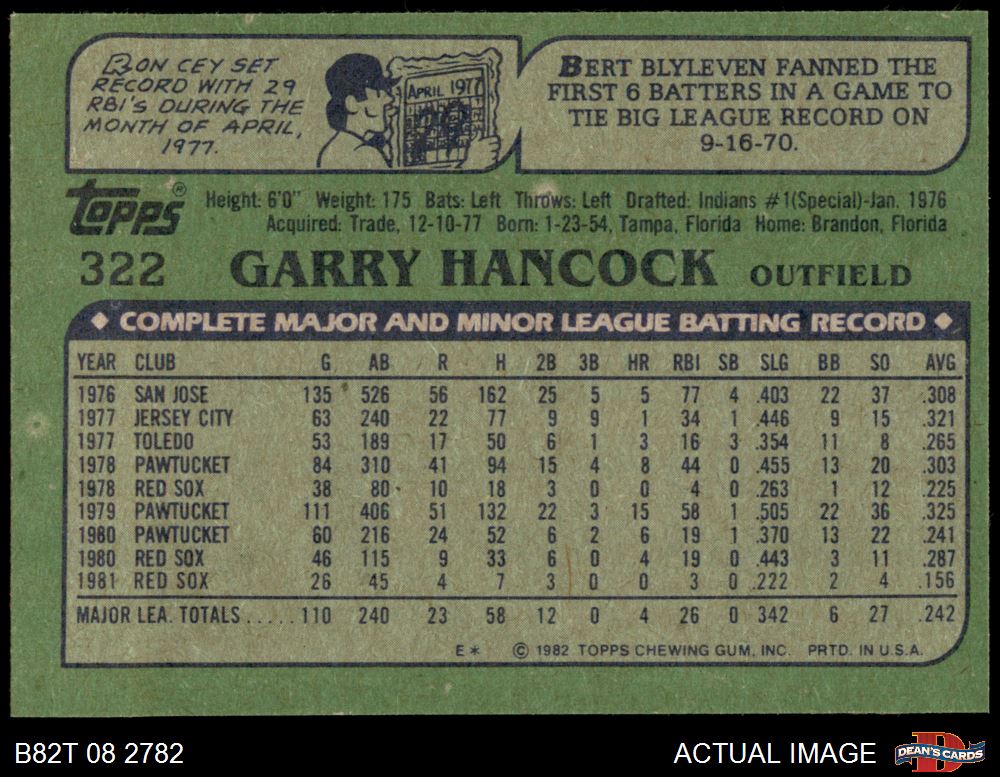 RON CEY SET
RECORD WITH 29
RBI'S DURING THE
MONTH OF APRIL,
1977.
APRIL 1977
BERT BLYLEVEN FANNED THE
FIRST 6 BATTERS IN A GAME TO
TIE BIG LEAGUE RECORD ON
9-16-70.
Topps®
Height: 6'0" Weight: 175 Bats: Left Throws: Left Drafted: Indians #1(Special)-Jan. 1976
Acquired: Trade, 12-10-77 Born: 1-23-54, Tampa, Florida Home: Brandon, Florida
322 GARRY HANCOCK OUTFIELD
◆ COMPLETE MAJOR AND MINOR LEAGUE BATTING RECORD ◆
YEAR CLUB G AB R H 2B 3B HR RBI SB SLG BB SO AVG
1976 SAN JOSE 135 526 56 162 25 5 5 77 4 .403 22 37 .308
1977 JERSEY CITY 63 240 22 77 9 9 1 34 1 .446 9 15 .321
1977 TOLEDO 53 189 17 50 6 1 3 16 3 .354 11 8 .265
1978 PAWTUCKET 84 310 41 94 15 4 8 44 0 .455 13 20 .303
1978 RED SOX 38 80 10 18 3 0 0 4 0 .263 1 12 .225
1979 PAWTUCKET 111 406 51 132 22 3 15 58 1 .505 22 36 .325
1980 PAWTUCKET 60 216 24 52 6 2 6 19 1 .370 13 22 .241
1980 RED SOX 46 115 9 33 6 0 4 19 0 .443 3 11 .287
1981 RED SOX 26 45 4 7 3 0 0 3 0 .222 2 4 .156
MAJOR LEA. TOTALS ..... 110 240 23 58 12 0 4 26 0 .342 6 27 .242
E* © 1982 TOPPS CHEWING GUM, INC. PRTD. IN U.S.A.
B82T 08 2782
ACTUAL IMAGE
DEAN'S CARDS